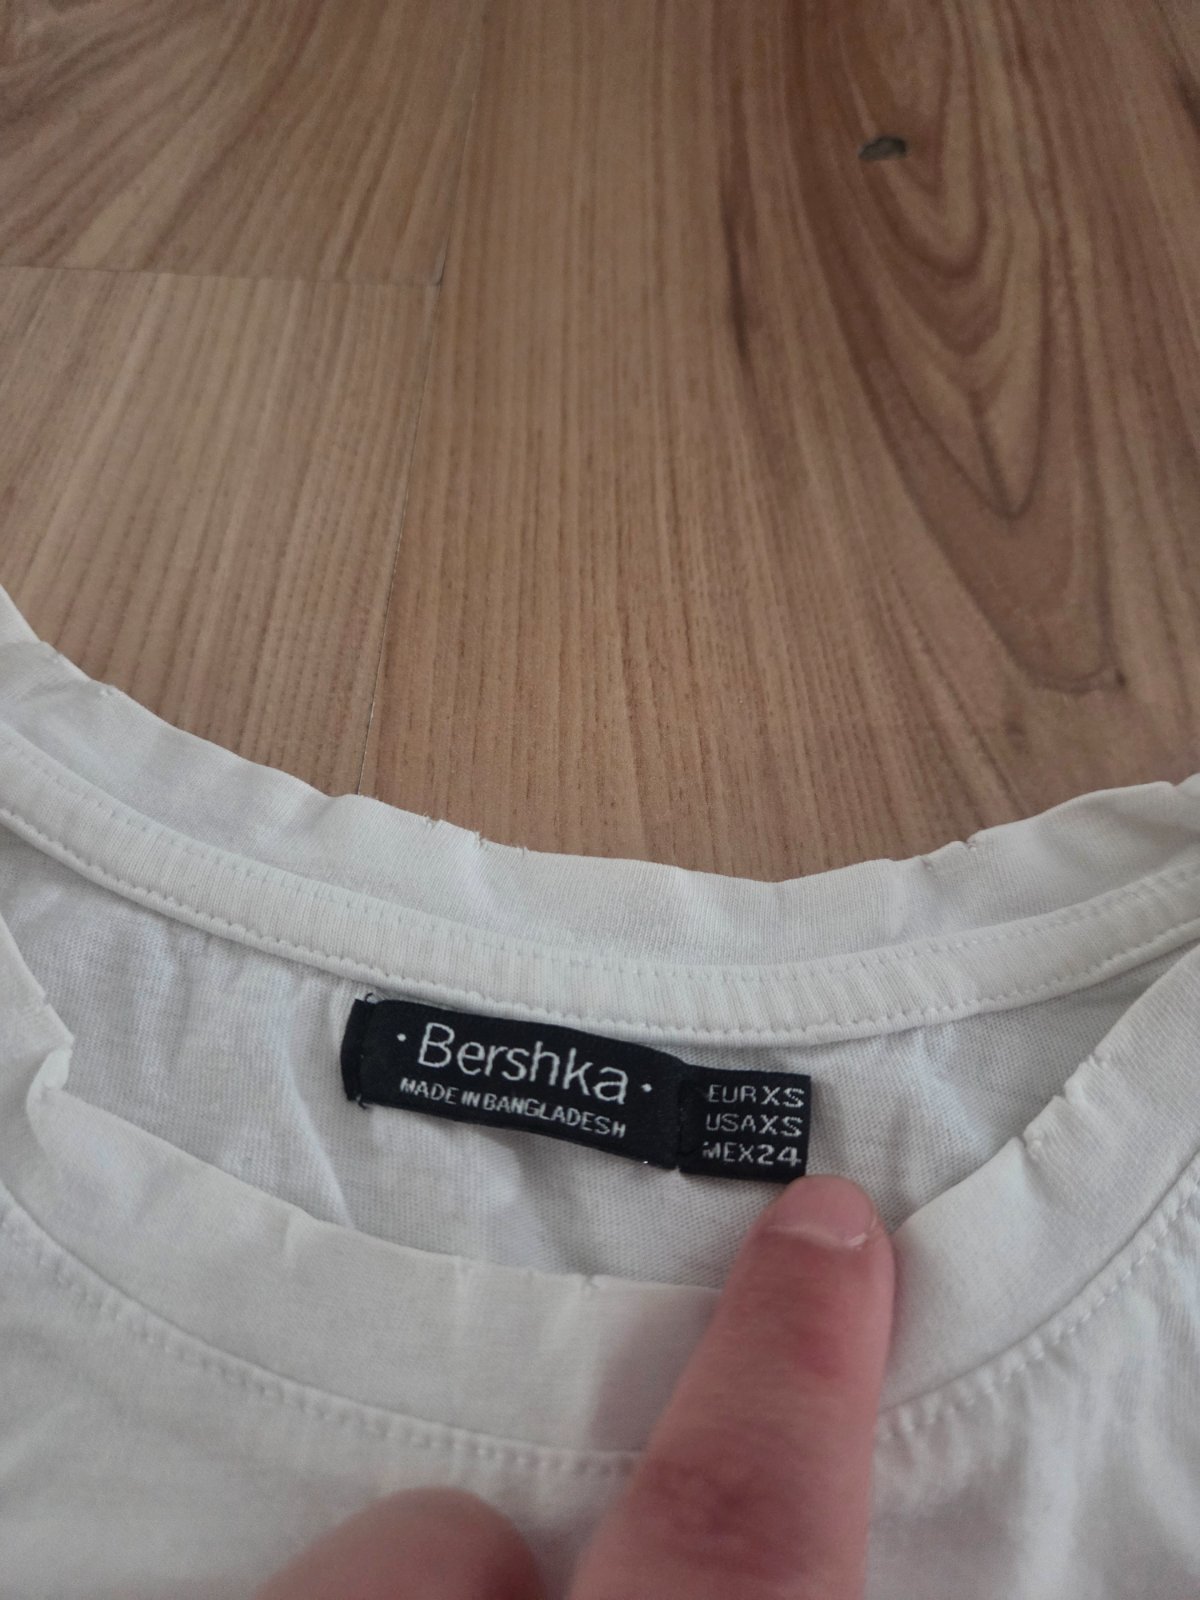 · Bershka ·
MADE IN BANGLADESH
EUR XS
USA XS
MEX 24